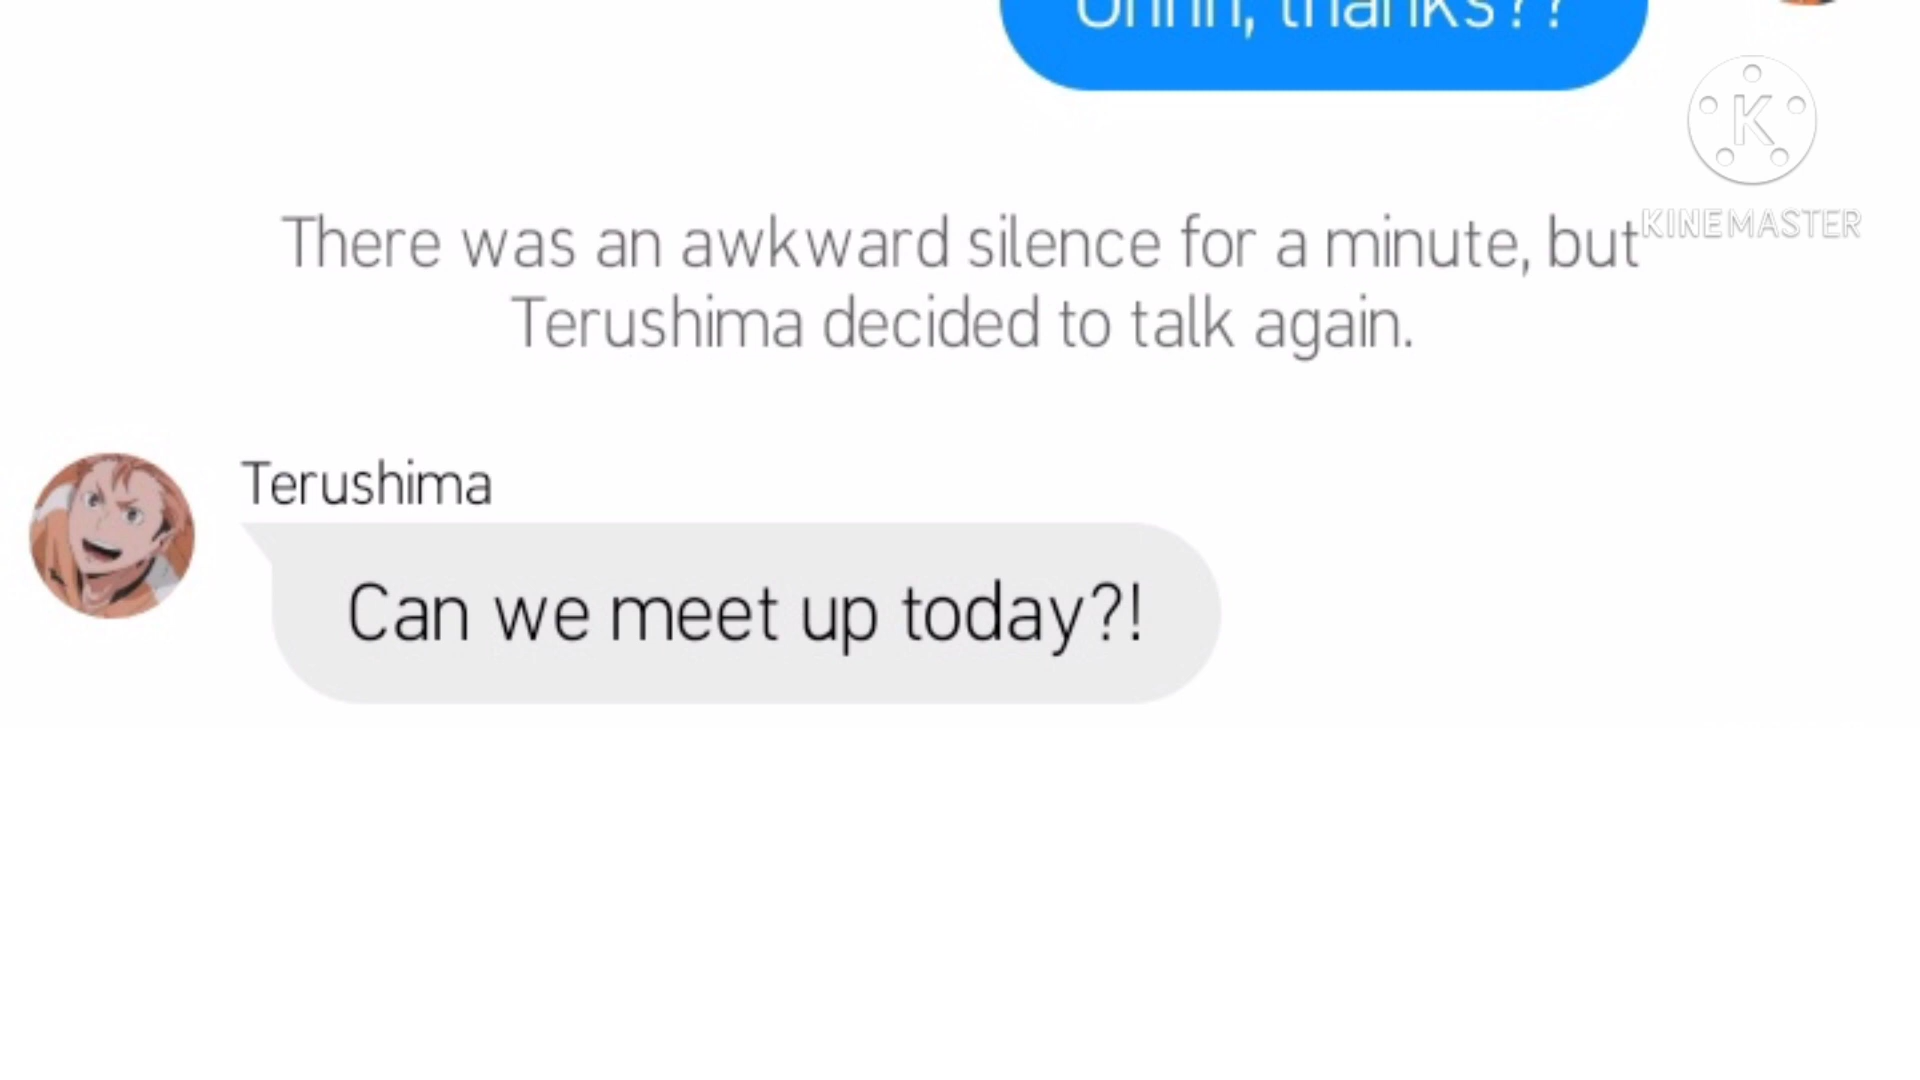 thanks??
K
KINEMASTER
There was an awkward silence for a minute, but
Terushima decided to talk again.
Terushima
Can we meet up today?!